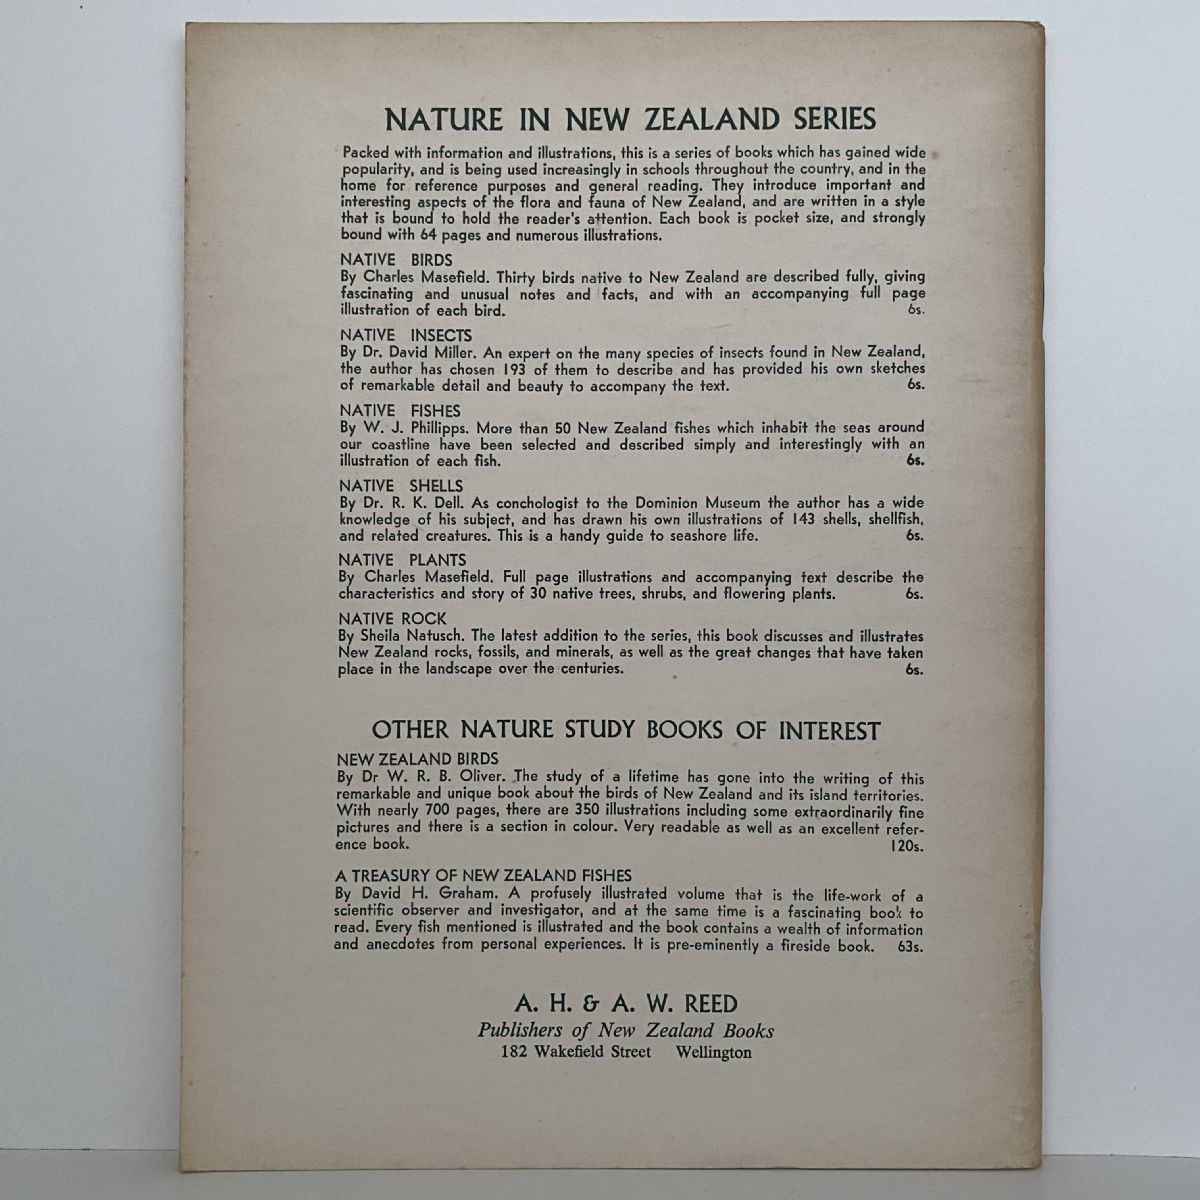 NATURE IN NEW ZEALAND SERIES
Packed with information and illustrations, this is a series of books which has gained wide
popularity, and is being used increasingly in schools throughout the country, and in the
home for reference purposes and general reading. They introduce important and
interesting aspects of the flora and fauna of New Zealand, and are written in a style
that is bound to hold the reader's attention. Each book is pocket size, and strongly
bound with 64 pages and numerous illustrations.
NATIVE BIRDS
By Charles Masefield. Thirty birds native to New Zealand are described fully, giving
fascinating and unusual notes and facts, and with an accompanying full page
illustration of each bird. 6s.
NATIVE INSECTS
By Dr. David Miller. An expert on the many species of insects found in New Zealand,
the author has chosen 193 of them to describe and has provided his own sketches
of remarkable detail and beauty to accompany the text. 6s.
NATIVE FISHES
By W. J. Phillipps. More than 50 New Zealand fishes which inhabit the seas around
our coastline have been selected and described simply and interestingly with an
illustration of each fish. 6s.
NATIVE SHELLS
By Dr. R. K. Dell. As conchologist to the Dominion Museum the author has a wide
knowledge of his subject, and has drawn his own illustrations of 143 shells, shellfish,
and related creatures. This is a handy guide to seashore life. 6s.
NATIVE PLANTS
By Charles Masefield. Full page illustrations and accompanying text describe the
characteristics and story of 30 native trees, shrubs, and flowering plants. 6s.
NATIVE ROCK
By Sheila Natusch. The latest addition to the series, this book discusses and illustrates
New Zealand rocks, fossils, and minerals, as well as the great changes that have taken
place in the landscape over the centuries. 6s.
OTHER NATURE STUDY BOOKS OF INTEREST
NEW ZEALAND BIRDS
By Dr W. R. B. Oliver. The study of a lifetime has gone into the writing of this
remarkable and unique book about the birds of New Zealand and its island territories.
With nearly 700 pages, there are 350 illustrations including some extraordinarily fine
pictures and there is a section in colour. Very readable as well as an excellent refer-
ence book. 120s.
A TREASURY OF NEW ZEALAND FISHES
By David H. Graham. A profusely illustrated volume that is the life-work of a
scientific observer and investigator, and at the same time is a fascinating book to
read. Every fish mentioned is illustrated and the book contains a wealth of information
and anecdotes from personal experiences. It is pre-eminently a fireside book. 63s.
A. H. & A. W. REED
Publishers of New Zealand Books
182 Wakefield Street Wellington